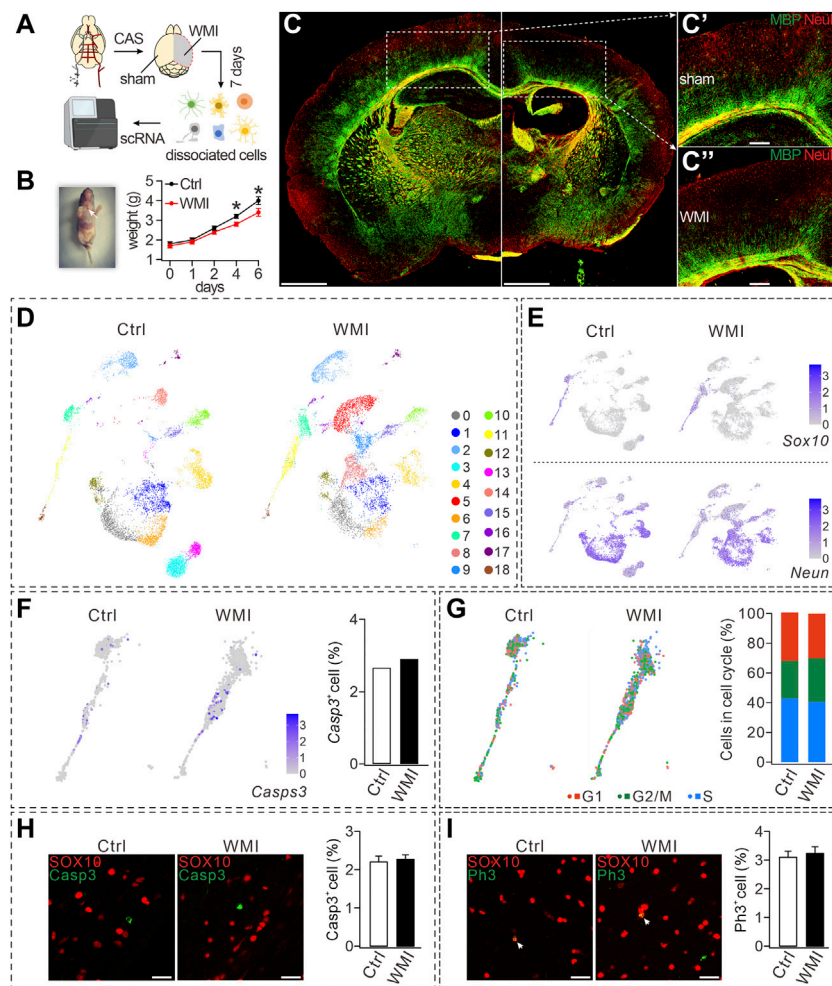 A
CAS
WMI
sham
7 days
scRNA
dissociated cells
B
Ctrl
WMI
weight (g)
5
4
3
2
1
*
*
0 1 2 4 6
days
C
C'
MBP NeuN
sham
C''
MBP NeuN
WMI
D
Ctrl
WMI
0 10
1 11
2 12
3 13
4 14
5 15
6 16
7 17
8 18
9
E
Ctrl
WMI
3
2
1
0
Sox10
3
2
1
0
Neun
F
Ctrl
WMI
3
2
1
0
Casps3
Casp3+ cell (%)
4
2
0
Ctrl
WMI
G
Ctrl
WMI
G1 G2/M S
Cells in cell cycle (%)
100
80
60
40
20
0
Ctrl
WMI
H
Ctrl
WMI
SOX10
Casp3
SOX10
Casp3
Casp3+ cell (%)
3
2
1
0
Ctrl
WMI
I
Ctrl
WMI
SOX10
Ph3
SOX10
Ph3
Ph3+ cell (%)
4
3
2
1
0
Ctrl
WMI